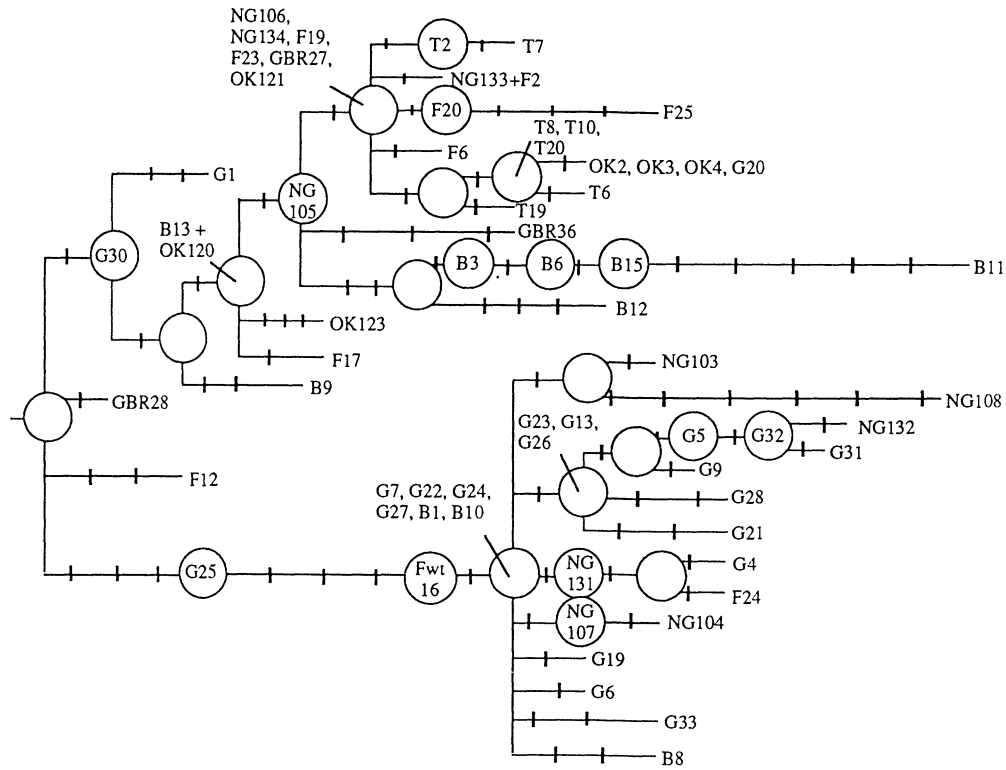 NG106,
NG134, F19,
F23, GBR27,
OK121
T2
T7
NG133+F2
F20
F25
T8, T10,
T20
F6
OK2, OK3, OK4, G20
T6
T19
G1
NG
105
GBR36
B13 +
OK120
G30
B3
B6
B15
B11
B12
OK123
F17
B9
NG103
GBR28
NG108
G23, G13,
G26
G5
G32
NG132
G31
G9
F12
G7, G22, G24,
G27, B1, B10
G28
G21
G25
Fwt
16
NG
131
G4
F24
NG
107
NG104
G19
G6
G33
B8